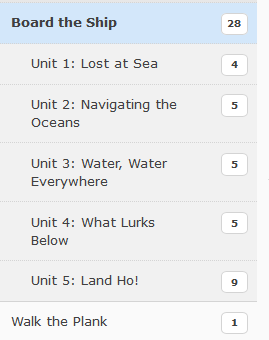 Board the Ship 28
Unit 1: Lost at Sea 4
Unit 2: Navigating the 5
Oceans
Unit 3: Water, Water 5
Everywhere
Unit 4: What Lurks 5
Below
Unit 5: Land Ho! 9
Walk the Plank 1